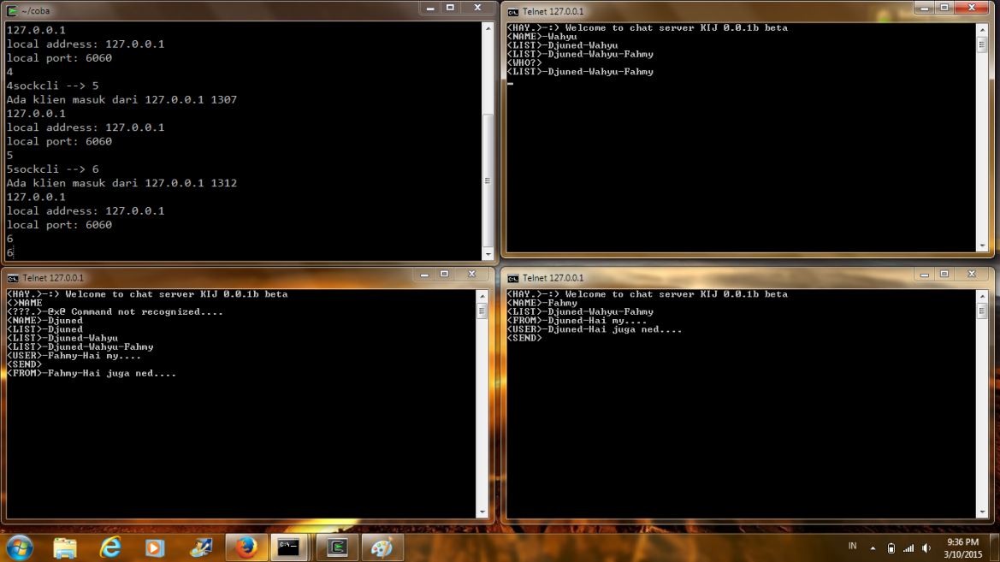 ~/coba
127.0.0.1
local address: 127.0.0.1
local port: 6060
4
4sockcli --> 5
Ada klien masuk dari 127.0.0.1 1307
127.0.0.1
local address: 127.0.0.1
local port: 6060
5
5sockcli --> 6
Ada klien masuk dari 127.0.0.1 1312
127.0.0.1
local address: 127.0.0.1
local port: 6060
6
6
Telnet 127.0.0.1
<HAY.>-:) Welcome to chat server KIJ 0.0.1b beta
<NAME>-Wahyu
<LIST>-Djuned-Wahyu
<LIST>-Djuned-Wahyu-Fahmy
<WHO?>
<LIST>-Djuned-Wahyu-Fahmy
Telnet 127.0.0.1
<HAY.>-:) Welcome to chat server KIJ 0.0.1b beta
<>NAME
<???.>-@x@ Command not recognized....
<NAME>-Djuned
<LIST>-Djuned
<LIST>-Djuned-Wahyu
<LIST>-Djuned-Wahyu-Fahmy
<USER>-Fahmy-Hai my....
<SEND>
<FROM>-Fahmy-Hai juga ned....
Telnet 127.0.0.1
<HAY.>-:) Welcome to chat server KIJ 0.0.1b beta
<NAME>-Fahmy
<LIST>-Djuned-Wahyu-Fahmy
<FROM>-Djuned-Hai my....
<USER>-Djuned-Hai juga ned....
<SEND>
IN
9:36 PM
3/10/2015